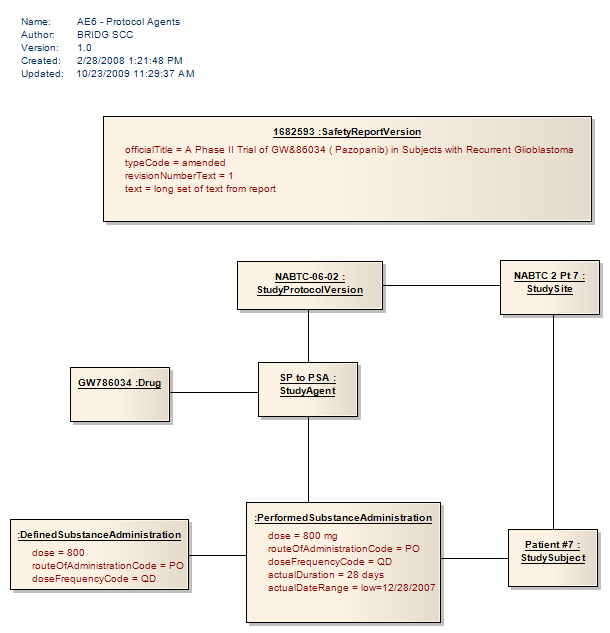 Name: AE6 - Protocol Agents
Author: BRIDG SCC
Version: 1.0
Created: 2/28/2008 1:21:48 PM
Updated: 10/23/2009 11:29:37 AM
1682593 :SafetyReportVersion
officialTitle = A Phase II Trial of GW&86034 ( Pazopanib) in Subjects with Recurrent Glioblastoma
typeCode = amended
revisionNumberText = 1
text = long set of text from report
NABTC-06-02 :
StudyProtocolVersion
NABTC 2 Pt 7 :
StudySite
GW786034 :Drug
SP to PSA :
StudyAgent
:DefinedSubstanceAdministration
dose = 800
routeOfAdministrationCode = PO
doseFrequencyCode = QD
:PerformedSubstanceAdministration
dose = 800 mg
routeOfAdministrationCode = PO
doseFrequencyCode = QD
actualDuration = 28 days
actualDateRange = low=12/28/2007
Patient #7 :
StudySubject